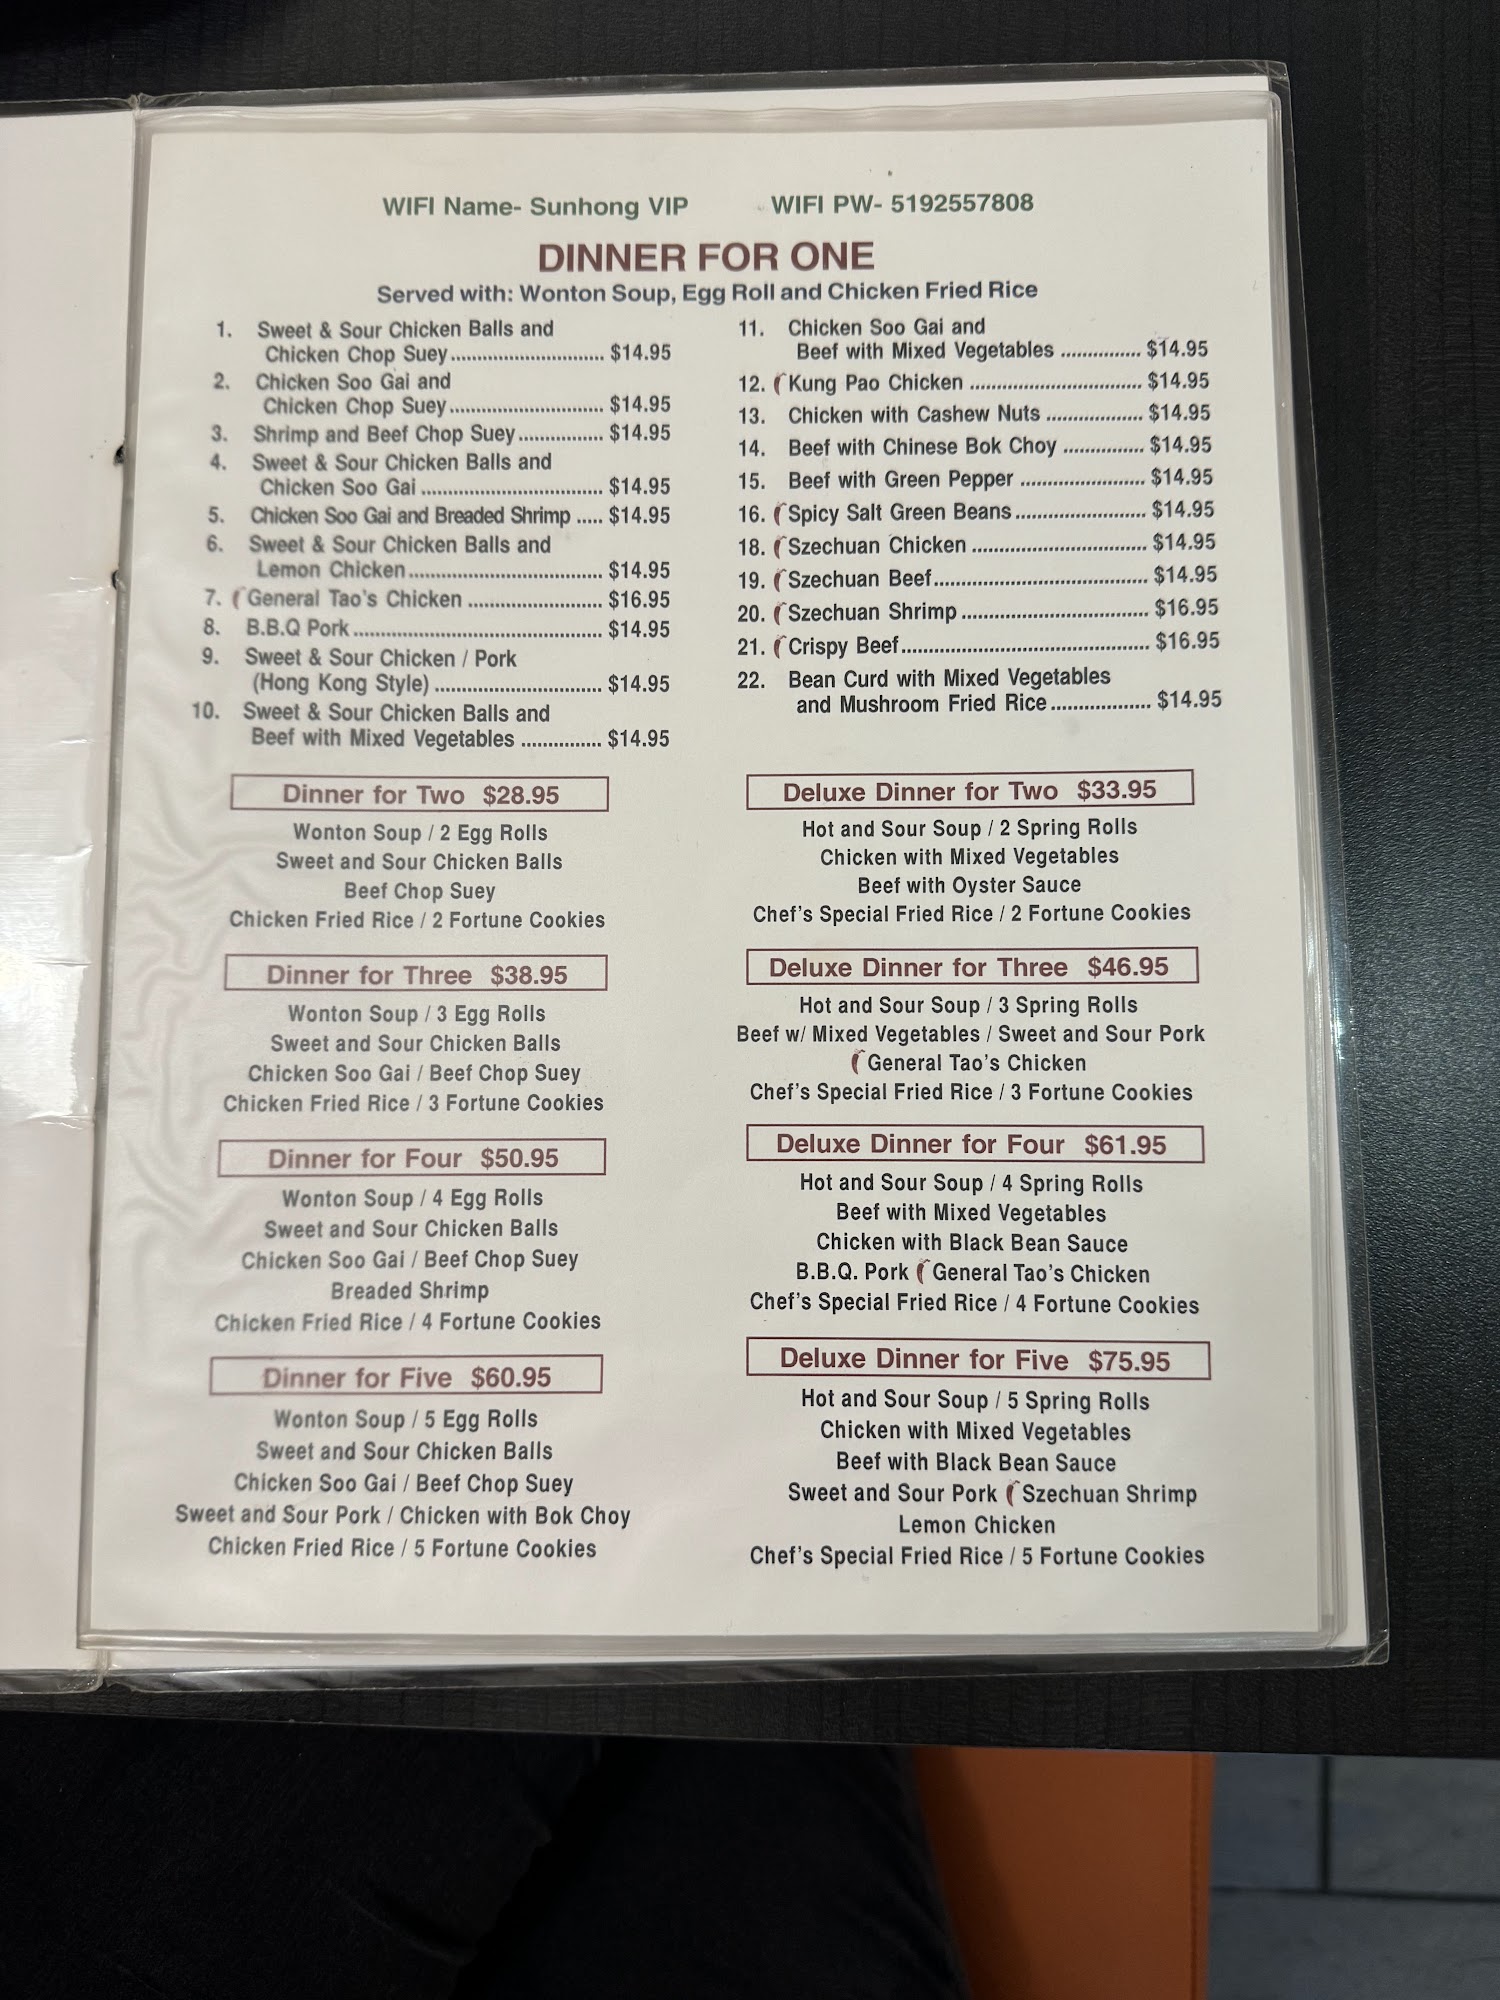 WIFI Name- Sunhong VIP WIFI PW- 5192557808
DINNER FOR ONE
Served with: Wonton Soup, Egg Roll and Chicken Fried Rice
1. Sweet & Sour Chicken Balls and
Chicken Chop Suey ............................ $14.95
2. Chicken Soo Gai and
Chicken Chop Suey ............................ $14.95
3. Shrimp and Beef Chop Suey ................ $14.95
4. Sweet & Sour Chicken Balls and
Chicken Soo Gai ................................. $14.95
5. Chicken Soo Gai and Breaded Shrimp ..... $14.95
6. Sweet & Sour Chicken Balls and
Lemon Chicken ................................... $14.95
7. General Tao's Chicken ........................ $16.95
8. B.B.Q Pork ............................................. $14.95
9. Sweet & Sour Chicken / Pork
(Hong Kong Style) .............................. $14.95
10. Sweet & Sour Chicken Balls and
Beef with Mixed Vegetables ............... $14.95
11. Chicken Soo Gai and
Beef with Mixed Vegetables ............... $14.95
12. Kung Pao Chicken ............................... $14.95
13. Chicken with Cashew Nuts .................. $14.95
14. Beef with Chinese Bok Choy ............... $14.95
15. Beef with Green Pepper ....................... $14.95
16. Spicy Salt Green Beans ........................ $14.95
18. Szechuan Chicken ................................ $14.95
19. Szechuan Beef ....................................... $14.95
20. Szechuan Shrimp .................................. $16.95
21. Crispy Beef ............................................. $16.95
22. Bean Curd with Mixed Vegetables
and Mushroom Fried Rice .................. $14.95
Dinner for Two $28.95
Wonton Soup / 2 Egg Rolls
Sweet and Sour Chicken Balls
Beef Chop Suey
Chicken Fried Rice / 2 Fortune Cookies
Dinner for Three $38.95
Wonton Soup / 3 Egg Rolls
Sweet and Sour Chicken Balls
Chicken Soo Gai / Beef Chop Suey
Chicken Fried Rice / 3 Fortune Cookies
Dinner for Four $50.95
Wonton Soup / 4 Egg Rolls
Sweet and Sour Chicken Balls
Chicken Soo Gai / Beef Chop Suey
Breaded Shrimp
Chicken Fried Rice / 4 Fortune Cookies
Dinner for Five $60.95
Wonton Soup / 5 Egg Rolls
Sweet and Sour Chicken Balls
Chicken Soo Gai / Beef Chop Suey
Sweet and Sour Pork / Chicken with Bok Choy
Chicken Fried Rice / 5 Fortune Cookies
Deluxe Dinner for Two $33.95
Hot and Sour Soup / 2 Spring Rolls
Chicken with Mixed Vegetables
Beef with Oyster Sauce
Chef's Special Fried Rice / 2 Fortune Cookies
Deluxe Dinner for Three $46.95
Hot and Sour Soup / 3 Spring Rolls
Beef w/ Mixed Vegetables / Sweet and Sour Pork
General Tao's Chicken
Chef's Special Fried Rice / 3 Fortune Cookies
Deluxe Dinner for Four $61.95
Hot and Sour Soup / 4 Spring Rolls
Beef with Mixed Vegetables
Chicken with Black Bean Sauce
B.B.Q. Pork General Tao's Chicken
Chef's Special Fried Rice / 4 Fortune Cookies
Deluxe Dinner for Five $75.95
Hot and Sour Soup / 5 Spring Rolls
Chicken with Mixed Vegetables
Beef with Black Bean Sauce
Sweet and Sour Pork Szechuan Shrimp
Lemon Chicken
Chef's Special Fried Rice / 5 Fortune Cookies